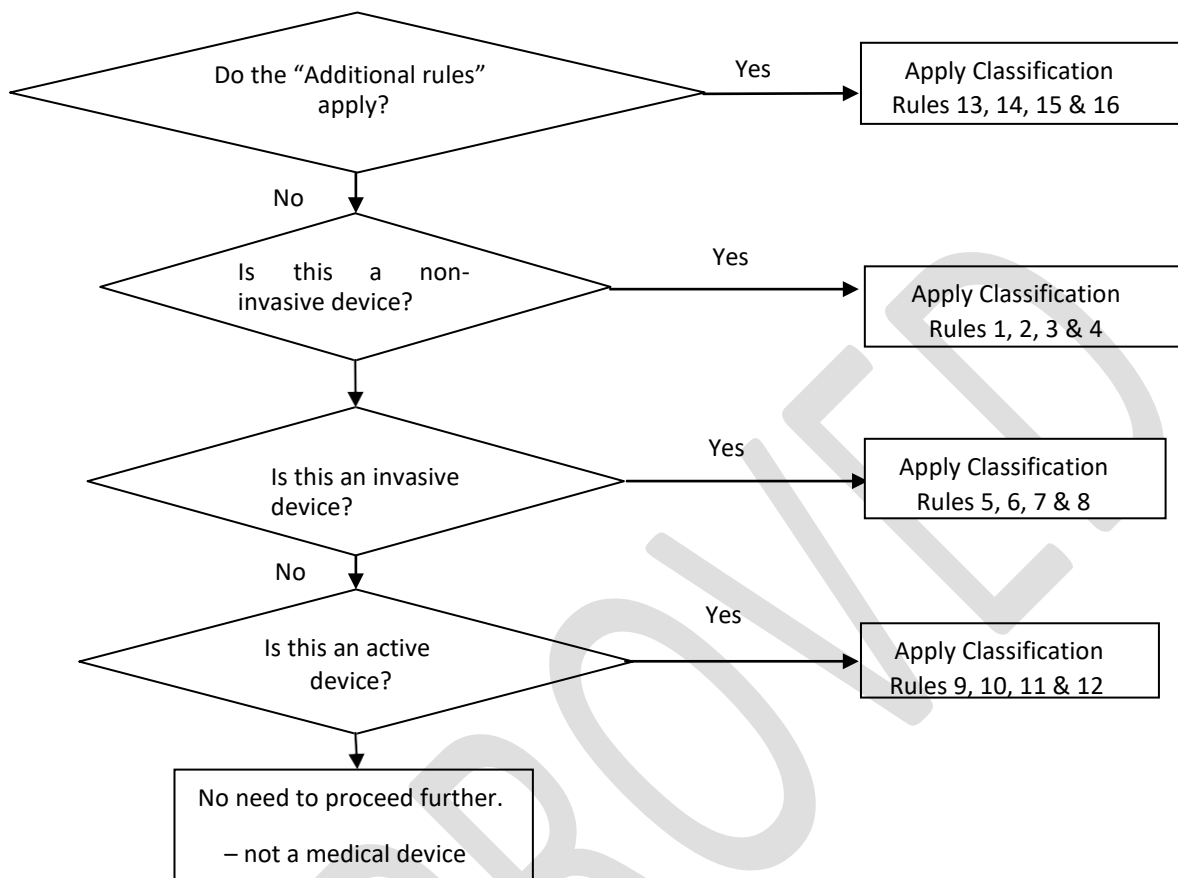 Do the “Additional rules”
apply?
Yes
Apply Classification
Rules 13, 14, 15 & 16
No
Is this a non-
invasive device?
Yes
Apply Classification
Rules 1, 2, 3 & 4
Is this an invasive
device?
Yes
Apply Classification
Rules 5, 6, 7 & 8
No
Is this an active
device?
Yes
Apply Classification
Rules 9, 10, 11 & 12
No need to proceed further.
– not a medical device